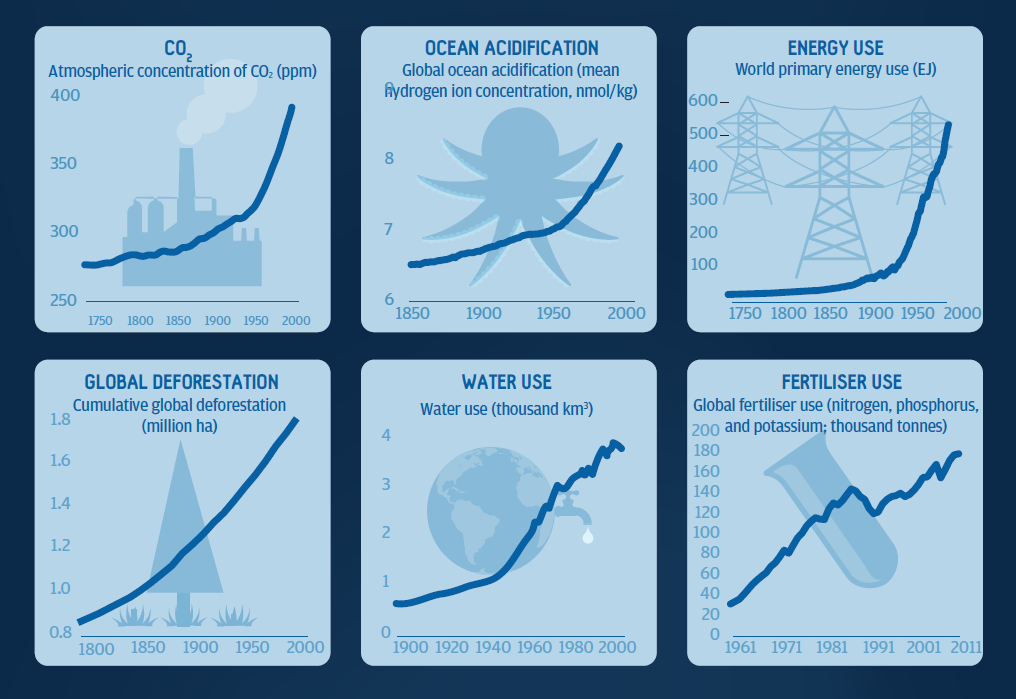 CO₂
Atmospheric concentration of CO₂ (ppm)
400
350
300
250
1750 1800 1850 1900 1950 2000
OCEAN ACIDIFICATION
Global ocean acidification (mean
hydrogen ion concentration, nmol/kg)
9
8
7
6
1850 1900 1950 2000
ENERGY USE
World primary energy use (EJ)
600
500
400
300
200
100
1750 1800 1850 1900 1950 2000
GLOBAL DEFORESTATION
Cumulative global deforestation
(million ha)
1.8
1.6
1.4
1.2
1.0
0.8
1800 1850 1900 1950 2000
WATER USE
Water use (thousand km³)
4
3
2
1
0
1900 1920 1940 1960 1980 2000
FERTILISER USE
Global fertiliser use (nitrogen, phosphorus,
and potassium; thousand tonnes)
200
180
160
140
120
100
80
60
40
20
0
1961 1971 1981 1991 2001 2011